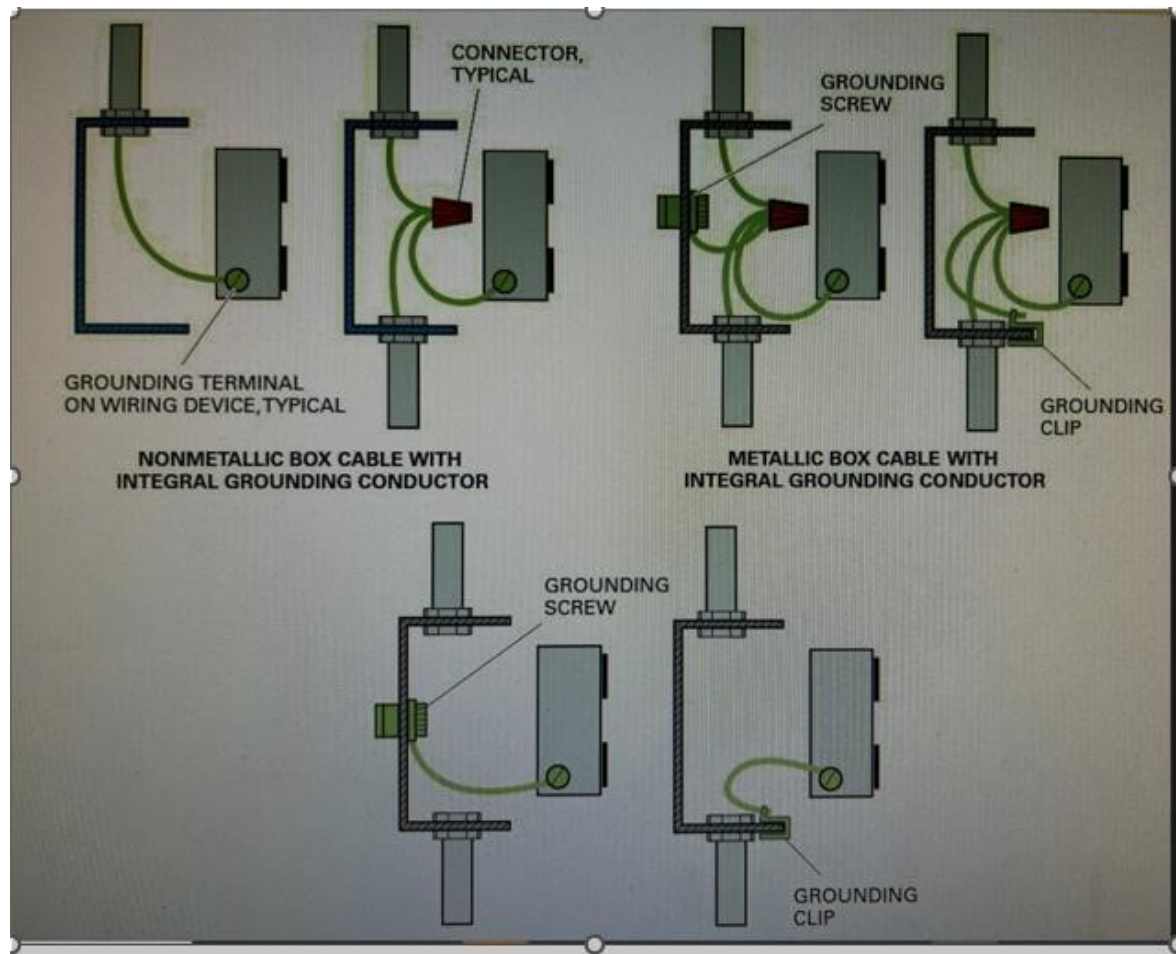 CONNECTOR,
TYPICAL
GROUNDING
SCREW
GROUNDING TERMINAL
ON WIRING DEVICE, TYPICAL
GROUNDING
CLIP
NONMETALLIC BOX CABLE WITH
INTEGRAL GROUNDING CONDUCTOR
METALLIC BOX CABLE WITH
INTEGRAL GROUNDING CONDUCTOR
GROUNDING
SCREW
GROUNDING
CLIP